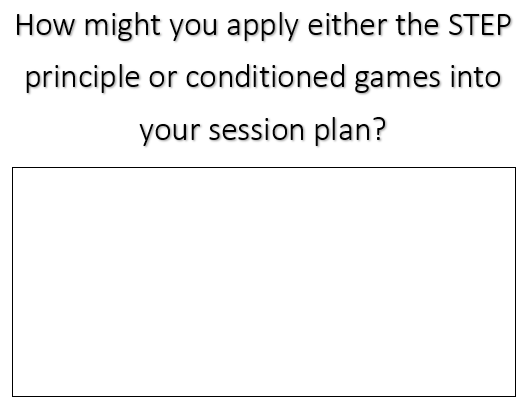 How might you apply either the STEP
principle or conditioned games into
your session plan?